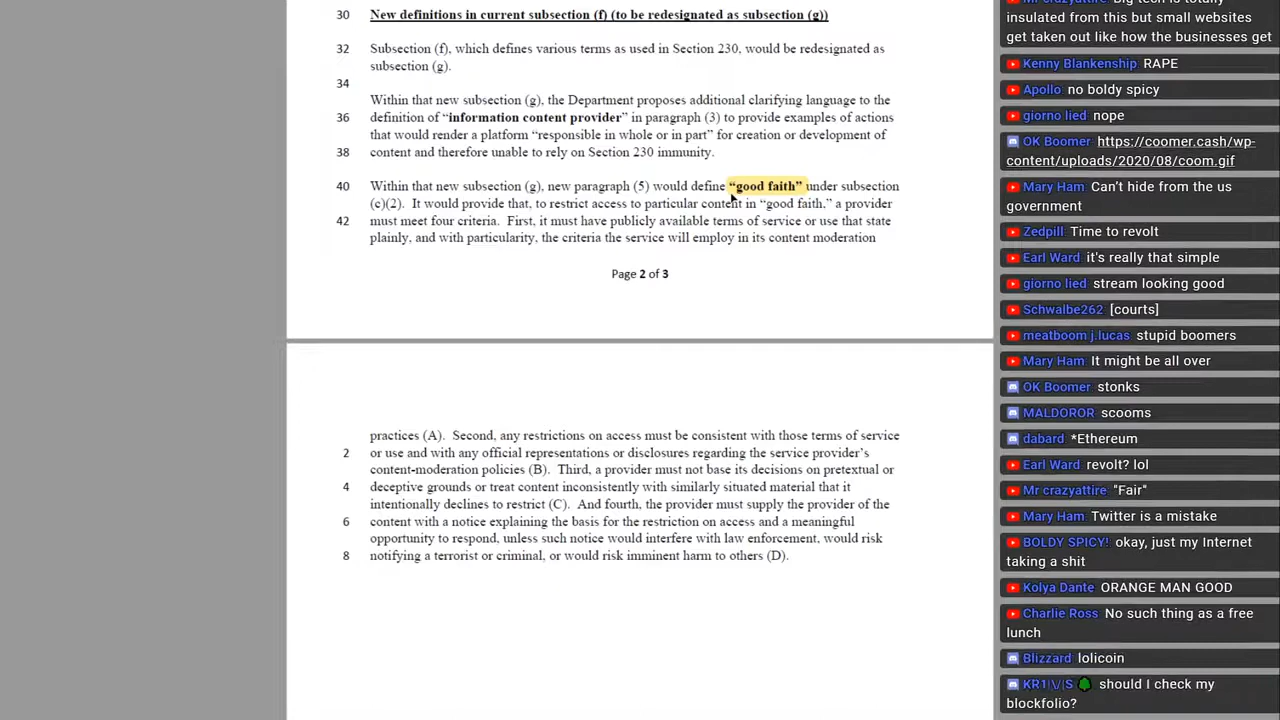 30 New definitions in current subsection (f) (to be redesignated as subsection (g))
32 Subsection (f), which defines various terms as used in Section 230, would be redesignated as
subsection (g).
34
Within that new subsection (g), the Department proposes additional clarifying language to the
36 definition of “information content provider” in paragraph (3) to provide examples of actions
that would render a platform “responsible in whole or in part” for creation or development of
38 content and therefore unable to rely on Section 230 immunity.
40 Within that new subsection (g), new paragraph (5) would define “good faith” under subsection
(c)(2). It would provide that, to restrict access to particular content in “good faith,” a provider
42 must meet four criteria. First, it must have publicly available terms of service or use that state
plainly, and with particularity, the criteria the service will employ in its content moderation
Page 2 of 3
practices (A). Second, any restrictions on access must be consistent with those terms of service
2 or use and with any official representations or disclosures regarding the service provider’s
content-moderation policies (B). Third, a provider must not base its decisions on pretextual or
4 deceptive grounds or treat content inconsistently with similarly situated material that it
intentionally declines to restrict (C). And fourth, the provider must supply the provider of the
6 content with a notice explaining the basis for the restriction on access and a meaningful
opportunity to respond, unless such notice would interfere with law enforcement, would risk
8 notifying a terrorist or criminal, or would risk imminent harm to others (D).
insulated from this but small websites
get taken out like how the businesses get
Kenny Blankenship RAPE
Apollo no boldy spicy
giorno lied nope
OK Boomer https://coomer.cash/wp-
content/uploads/2020/08/coom.gif
Mary Ham Can't hide from the us
government
Zedpill Time to revolt
Earl Ward it's really that simple
giorno lied stream looking good
Schwalbe262 [courts]
meatboom j.lucas stupid boomers
Mary Ham It might be all over
OK Boomer stonks
MALDOROR scooms
dabard *Ethereum
Earl Ward revolt? lol
Mr crazyattire "Fair"
Mary Ham Twitter is a mistake
BOLDY SPICY! okay, just my Internet
taking a shit
Kolya Dante ORANGE MAN GOOD
Charlie Ross No such thing as a free
lunch
Blizzard lolicoin
KR1|\/|S 🌲 should I check my
blockfolio?